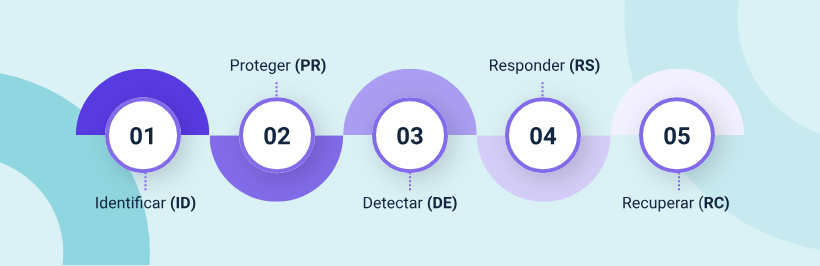 01
Identificar (ID)
Proteger (PR)
02
03
Detectar (DE)
Responder (RS)
04
05
Recuperar (RC)